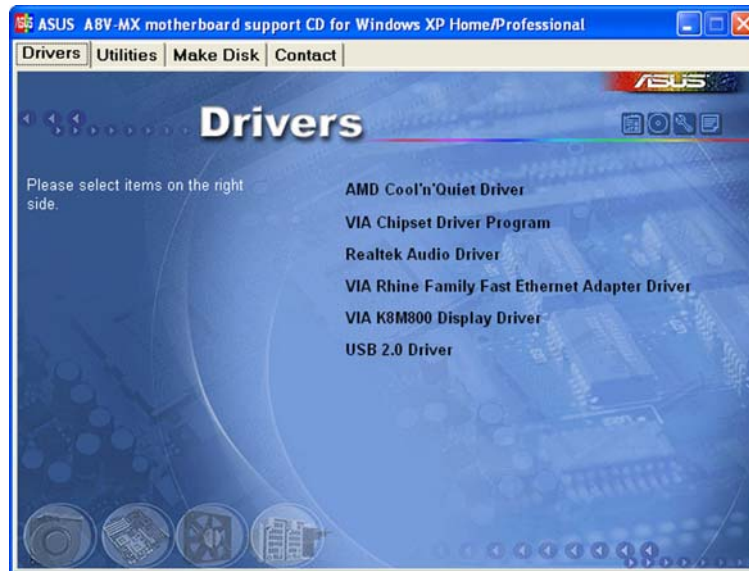 ASUS A8V-MX motherboard support CD for Windows XP Home/Professional
Drivers Utilities Make Disk Contact
ASUS
Drivers
Please select items on the right
side.
AMD Cool'n'Quiet Driver
VIA Chipset Driver Program
Realtek Audio Driver
VIA Rhine Family Fast Ethernet Adapter Driver
VIA K8M800 Display Driver
USB 2.0 Driver